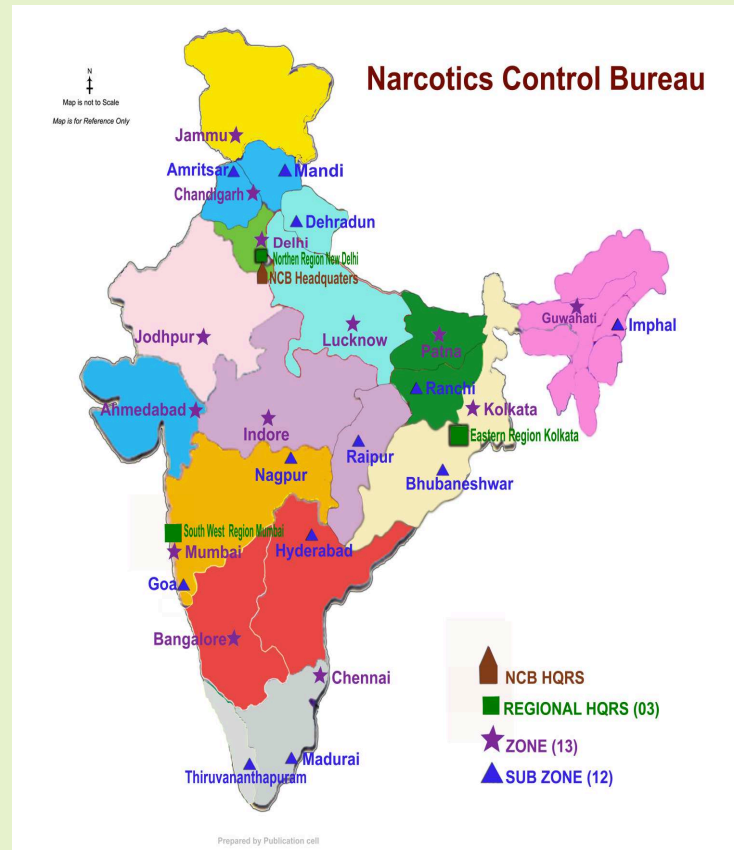 Narcotics Control Bureau
N
Map is not to Scale
Map is for Reference Only
Jammu
Amritsar
Mandi
Chandigarh
Dehradun
Delhi
Northen Region New Delhi
NCB Headquaters
Jodhpur
Lucknow
Patna
Guwahati
Imphal
Ranchi
Ahmedabad
Indore
Kolkata
Eastern Region Kolkata
Nagpur
Raipur
Bhubaneshwar
South West Region Mumbai
Mumbai
Hyderabad
Goa
Bangalore
Chennai
Madurai
Thiruvananthapuram
NCB HQRS
REGIONAL HQRS (03)
ZONE (13)
SUB ZONE (12)
Prepared by Publication cell